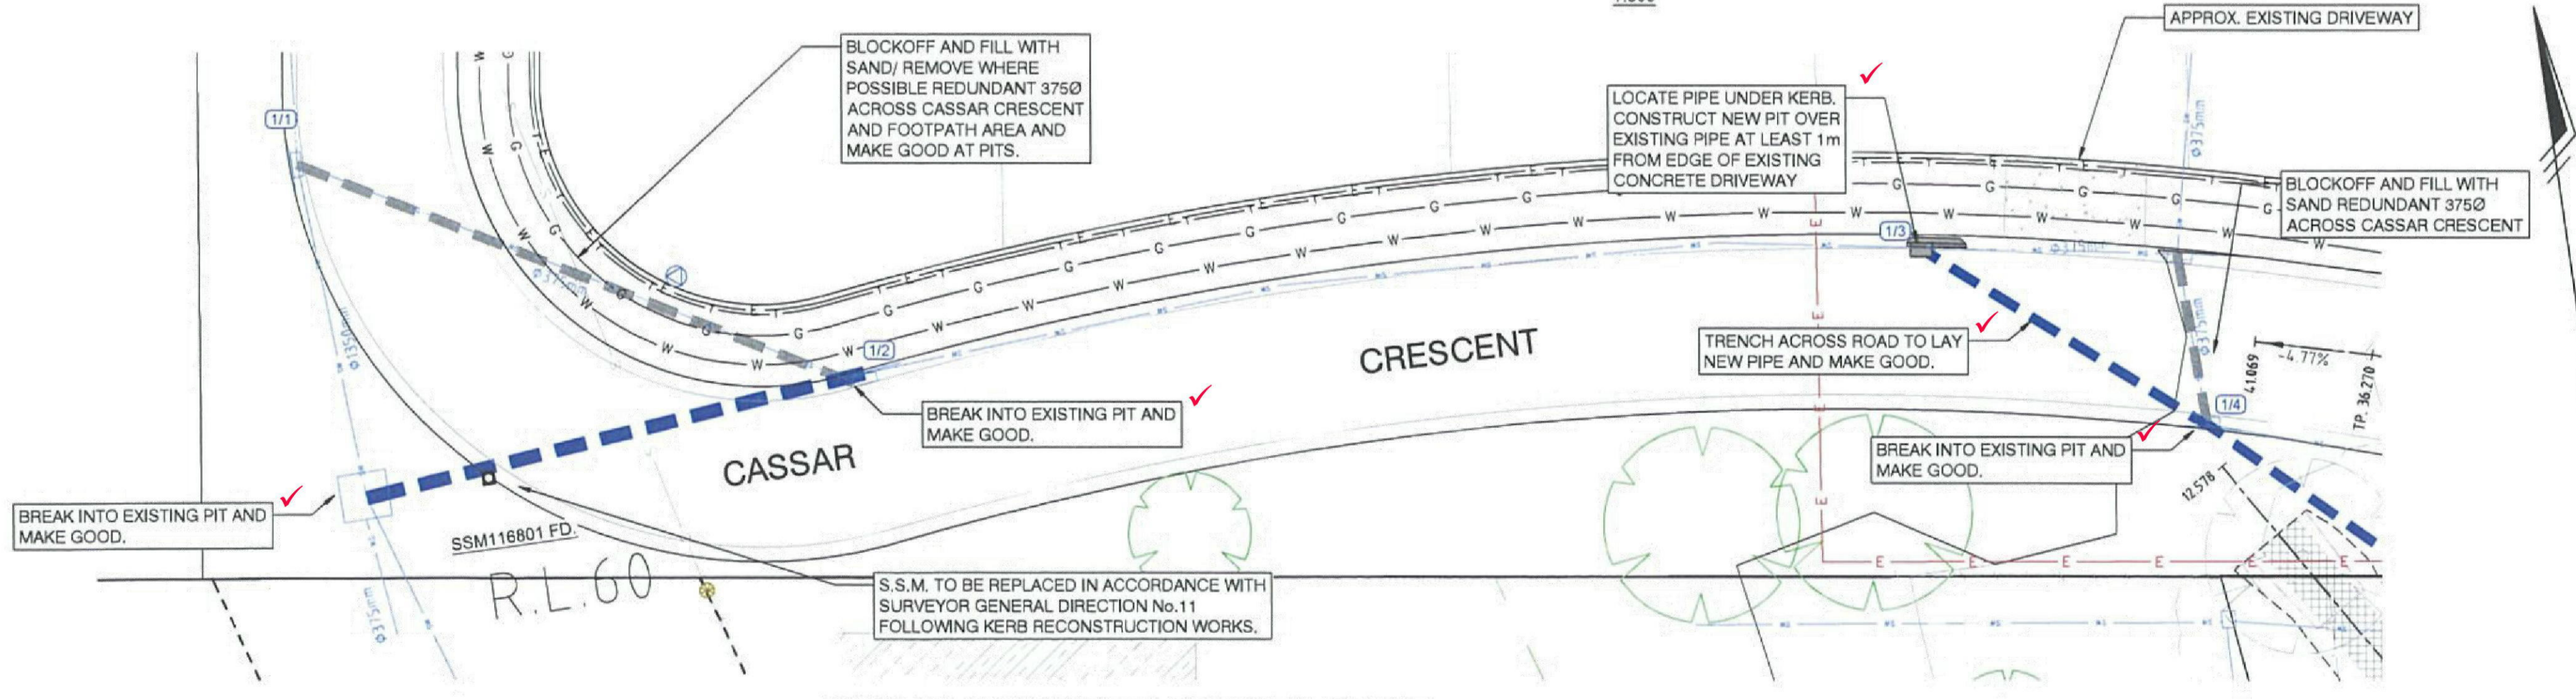 APPROX. EXISTING DRIVEWAY
BLOCKOFF AND FILL WITH
SAND/ REMOVE WHERE
POSSIBLE REDUNDANT 375Ø
ACROSS CASSAR CRESCENT
AND FOOTPATH AREA AND
MAKE GOOD AT PITS.
LOCATE PIPE UNDER KERB.
CONSTRUCT NEW PIT OVER
EXISTING PIPE AT LEAST 1m
FROM EDGE OF EXISTING
CONCRETE DRIVEWAY
BLOCKOFF AND FILL WITH
SAND REDUNDANT 375Ø
ACROSS CASSAR CRESCENT
1/1
1/2
1/3
1/4
Ø375mm
Ø375mm
Ø375mm
Ø375mm
Ø1350mm
Ø375mm
CRESCENT
CASSAR
TRENCH ACROSS ROAD TO LAY
NEW PIPE AND MAKE GOOD.
-4.77%
41.069
TP. 36.270
BREAK INTO EXISTING PIT AND
MAKE GOOD.
BREAK INTO EXISTING PIT AND
MAKE GOOD.
12.578
BREAK INTO EXISTING PIT AND
MAKE GOOD.
SSM116801 FD.
R.L.60
S.S.M. TO BE REPLACED IN ACCORDANCE WITH
SURVEYOR GENERAL DIRECTION No.11
FOLLOWING KERB RECONSTRUCTION WORKS.